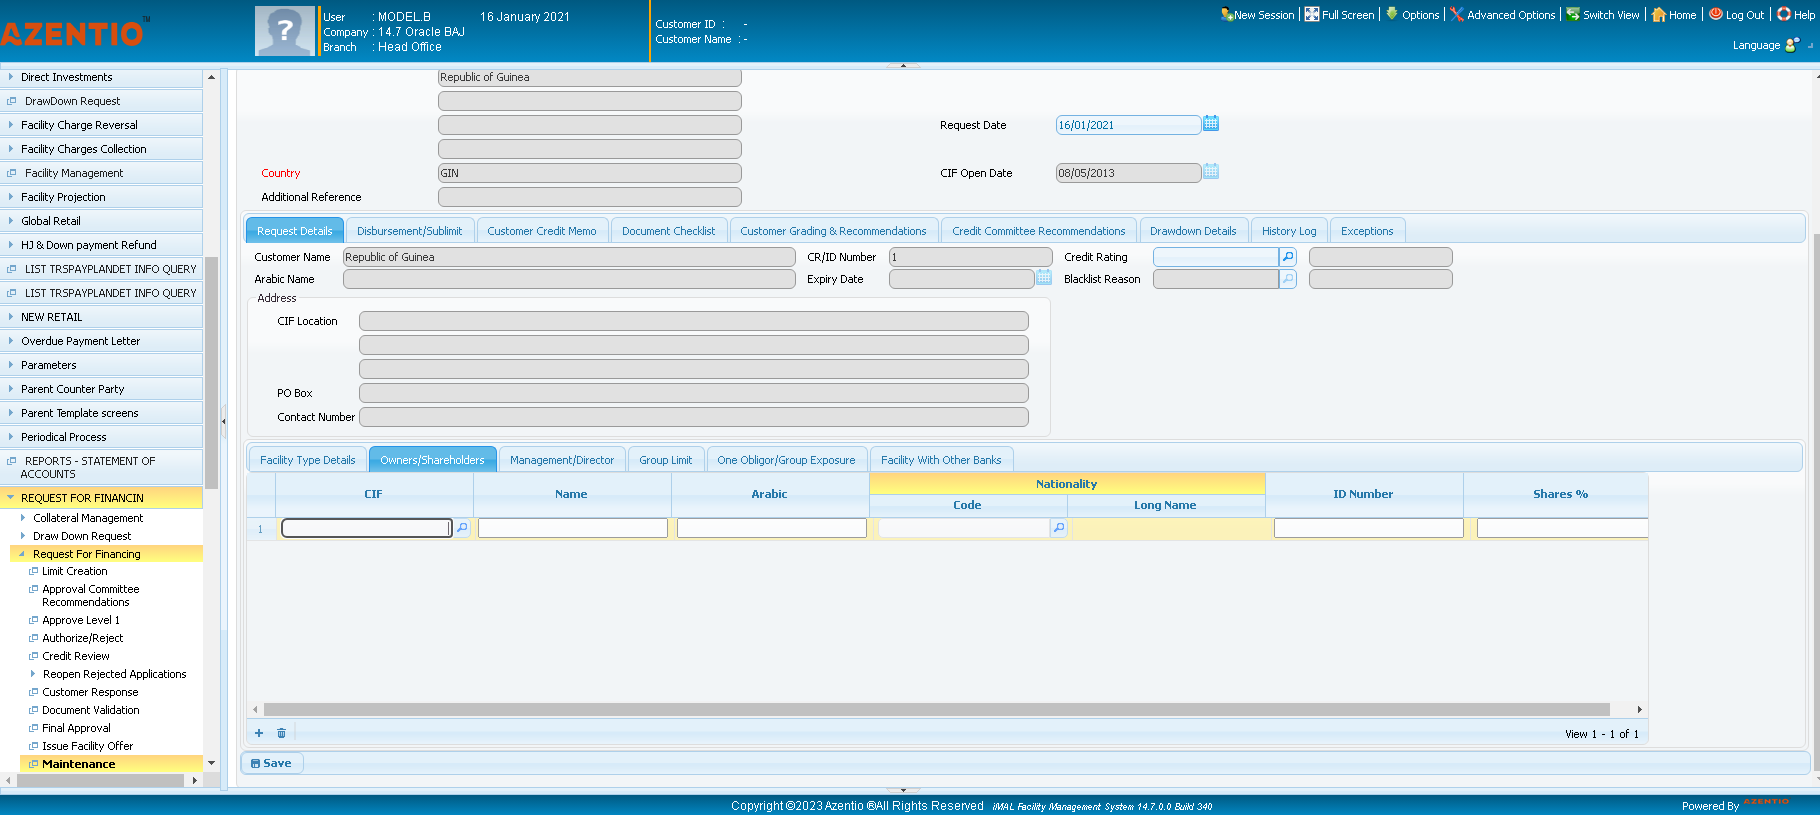 AZENTIO™
User : MODEL.B 16 January 2021
Company : 14.7 Oracle BAJ
Branch : Head Office
Customer ID : -
Customer Name : -
New Session | Full Screen | Options | Advanced Options | Switch View | Home | Log Out | Help
Language
Direct Investments
DrawDown Request
Facility Charge Reversal
Facility Charges Collection
Facility Management
Facility Projection
Global Retail
HJ & Down payment Refund
LIST TRSPAYPLANDET INFO QUERY
LIST TRSPAYPLANDET INFO QUERY
NEW RETAIL
Overdue Payment Letter
Parameters
Parent Counter Party
Parent Template screens
Periodical Process
REPORTS - STATEMENT OF
ACCOUNTS
REQUEST FOR FINANCIN
Collateral Management
Draw Down Request
Request For Financing
Limit Creation
Approval Committee
Recommendations
Approve Level 1
Authorize/Reject
Credit Review
Reopen Rejected Applications
Customer Response
Document Validation
Final Approval
Issue Facility Offer
Maintenance
Republic of Guinea
Request Date 16/01/2021
Country GIN CIF Open Date 08/05/2013
Additional Reference
Request Details Disbursement/Sublimit Customer Credit Memo Document Checklist Customer Grading & Recommendations Credit Committee Recommendations Drawdown Details History Log Exceptions
Customer Name Republic of Guinea CR/ID Number 1 Credit Rating
Arabic Name Expiry Date Blacklist Reason
Address
CIF Location
PO Box
Contact Number
Facility Type Details Owners/Shareholders Management/Director Group Limit One Obligor/Group Exposure Facility With Other Banks
CIF Name Arabic Nationality ID Number Shares %
Code Long Name
1
View 1 - 1 of 1
Save
Copyright ©2023 Azentio ®All Rights Reserved iMAL Facility Management System 14.7.0.0 Build 340
Powered By AZENTIO